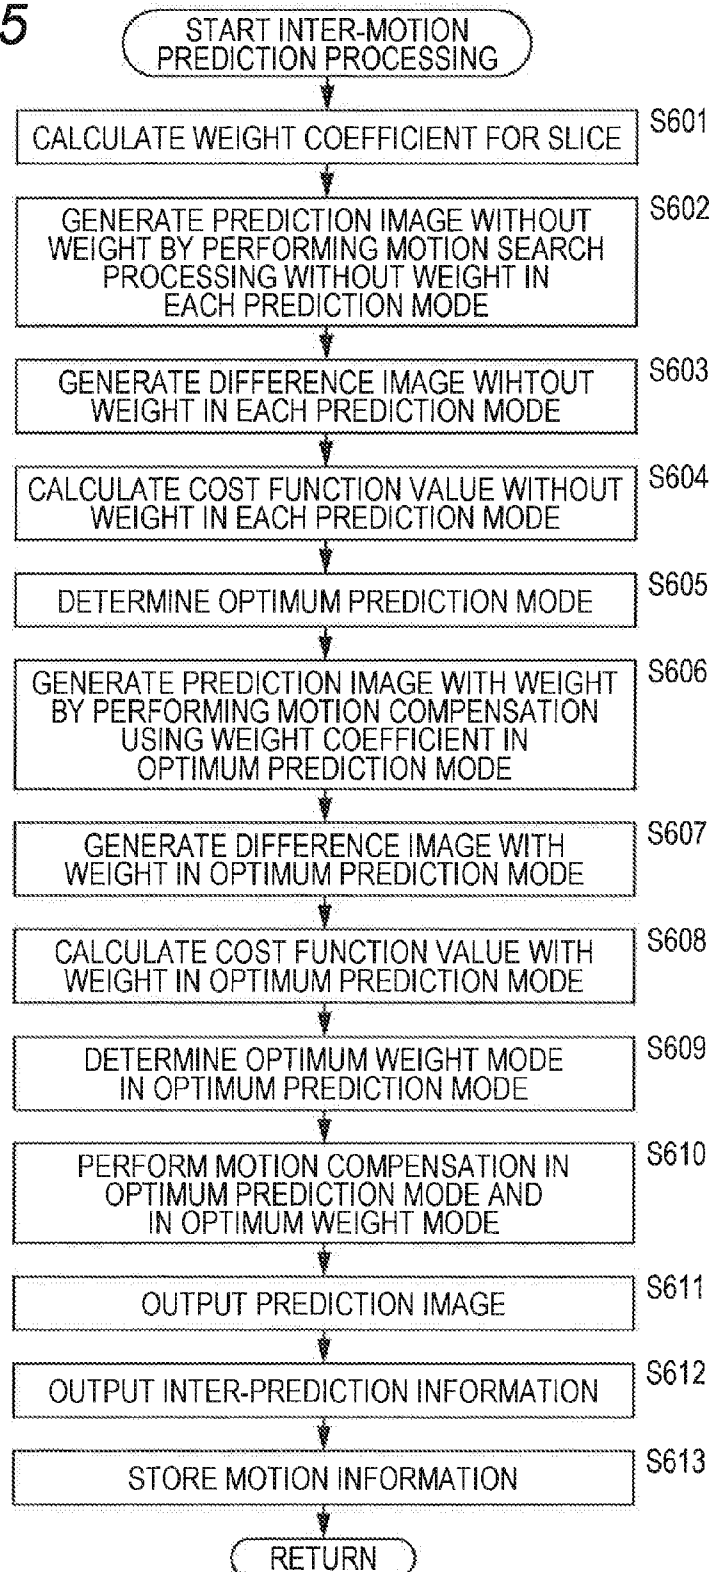 5
START INTER-MOTION
PREDICTION PROCESSING
CALCULATE WEIGHT COEFFICIENT FOR SLICE
S601
GENERATE PREDICTION IMAGE WITHOUT
WEIGHT BY PERFORMING MOTION SEARCH
PROCESSING WITHOUT WEIGHT IN
EACH PREDICTION MODE
S602
GENERATE DIFFERENCE IMAGE WIHTOUT
WEIGHT IN EACH PREDICTION MODE
S603
CALCULATE COST FUNCTION VALUE WITHOUT
WEIGHT IN EACH PREDICTION MODE
S604
DETERMINE OPTIMUM PREDICTION MODE
S605
GENERATE PREDICTION IMAGE WITH WEIGHT
BY PERFORMING MOTION COMPENSATION
USING WEIGHT COEFFICIENT IN
OPTIMUM PREDICTION MODE
S606
GENERATE DIFFERENCE IMAGE WITH
WEIGHT IN OPTIMUM PREDICTION MODE
S607
CALCULATE COST FUNCTION VALUE WITH
WEIGHT IN OPTIMUM PREDICTION MODE
S608
DETERMINE OPTIMUM WEIGHT MODE
IN OPTIMUM PREDICTION MODE
S609
PERFORM MOTION COMPENSATION IN
OPTIMUM PREDICTION MODE AND
IN OPTIMUM WEIGHT MODE
S610
OUTPUT PREDICTION IMAGE
S611
OUTPUT INTER-PREDICTION INFORMATION
S612
STORE MOTION INFORMATION
S613
RETURN